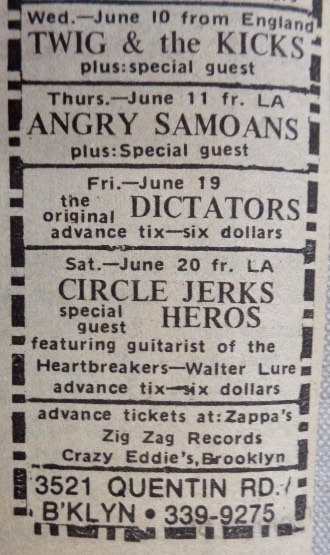 Wed.—June 10 from England
TWIG & the KICKS
plus:special guest
Thurs.—June 11 fr. LA
ANGRY SAMOANS
plus:Special guest
Fri.—June 19
the original DICTATORS
advance tix—six dollars
Sat.—June 20 fr. LA
CIRCLE JERKS
special guest HEROS
featuring guitarist of the
Heartbreakers—Walter Lure
advance tix—six dollars
advance tickets at:Zappa's
Zig Zag Records
Crazy Eddie's,Brooklyn
3521 QUENTIN RD./
B'KLYN • 339-9275